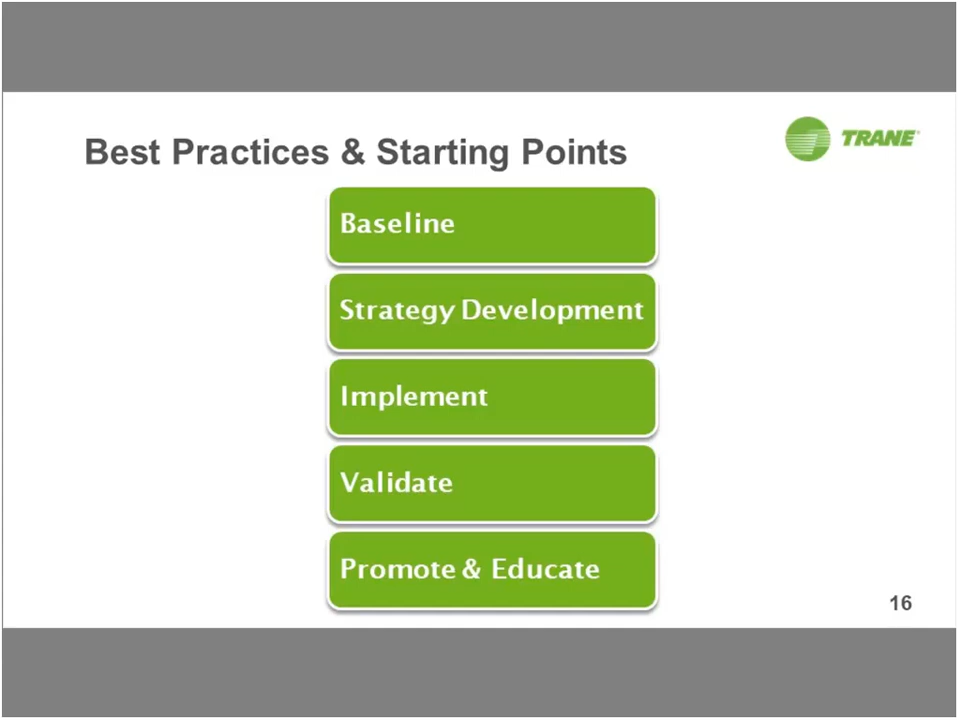 Best Practices & Starting Points
TRANE
Baseline
Strategy Development
Implement
Validate
Promote & Educate
16